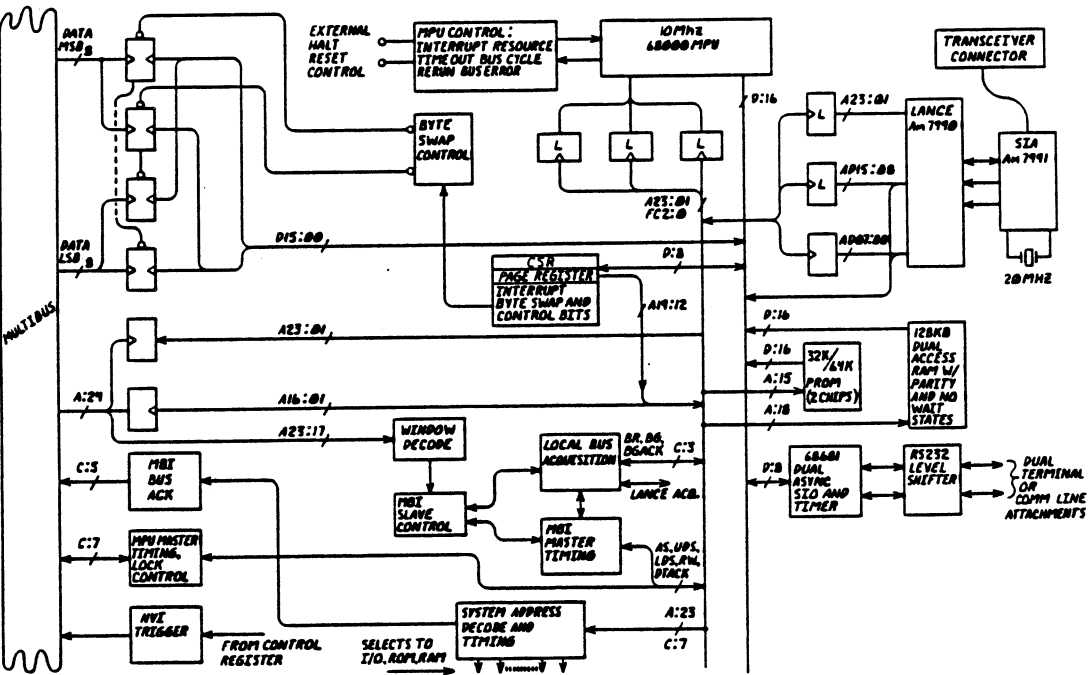 DATA
MSB
8
EXTERNAL
HALT
RESET
CONTROL
MPU CONTROL:
INTERRUPT RESOURCE
TIMEOUT BUS CYCLE
RERUN BUS ERROR
10Mhz
68000 MPU
D:16
TRANSCEIVER
CONNECTOR
BYTE
SWAP
CONTROL
L
L
L
L
L
A23:01
AD15:08
AD07:00
LANCE
Am7990
SIA
Am7991
20MHZ
A23:01
FC2:0
DATA
LSB
8
D15:00
D:8
CSR
PAGE REGISTER
INTERRUPT
BYTE SWAP AND
CONTROL BITS
A19:12
MULTIBUS
A23:01
D:16
D:16
A:15
A:18
32K/
64K
PROM
(2 CHIPS)
128KB
DUAL
ACCESS
RAM W/
PARITY
AND NO
WAIT
STATES
A:24
A16:01
A23:17
WINDOW
DECODE
LOCAL BUS
ACQUISITION
BR, BG,
BGACK
C:3
LANCE ACQ.
C:5
MBI
BUS
ACK
MBI
SLAVE
CONTROL
MBI
MASTER
TIMING
D:8
68681
DUAL
ASYNC
SIO AND
TIMER
RS232
LEVEL
SHIFTER
DUAL
TERMINAL
OR
COMM LINE
ATTACHMENTS
C:7
MPU MASTER
TIMING,
LOCK
CONTROL
AS, UDS,
LDS, RW,
DTACK
NVI
TRIGGER
FROM CONTROL
REGISTER
SYSTEM ADDRESS
DECODE AND
TIMING
A:23
C:7
SELECTS TO
I/O, ROM, RAM